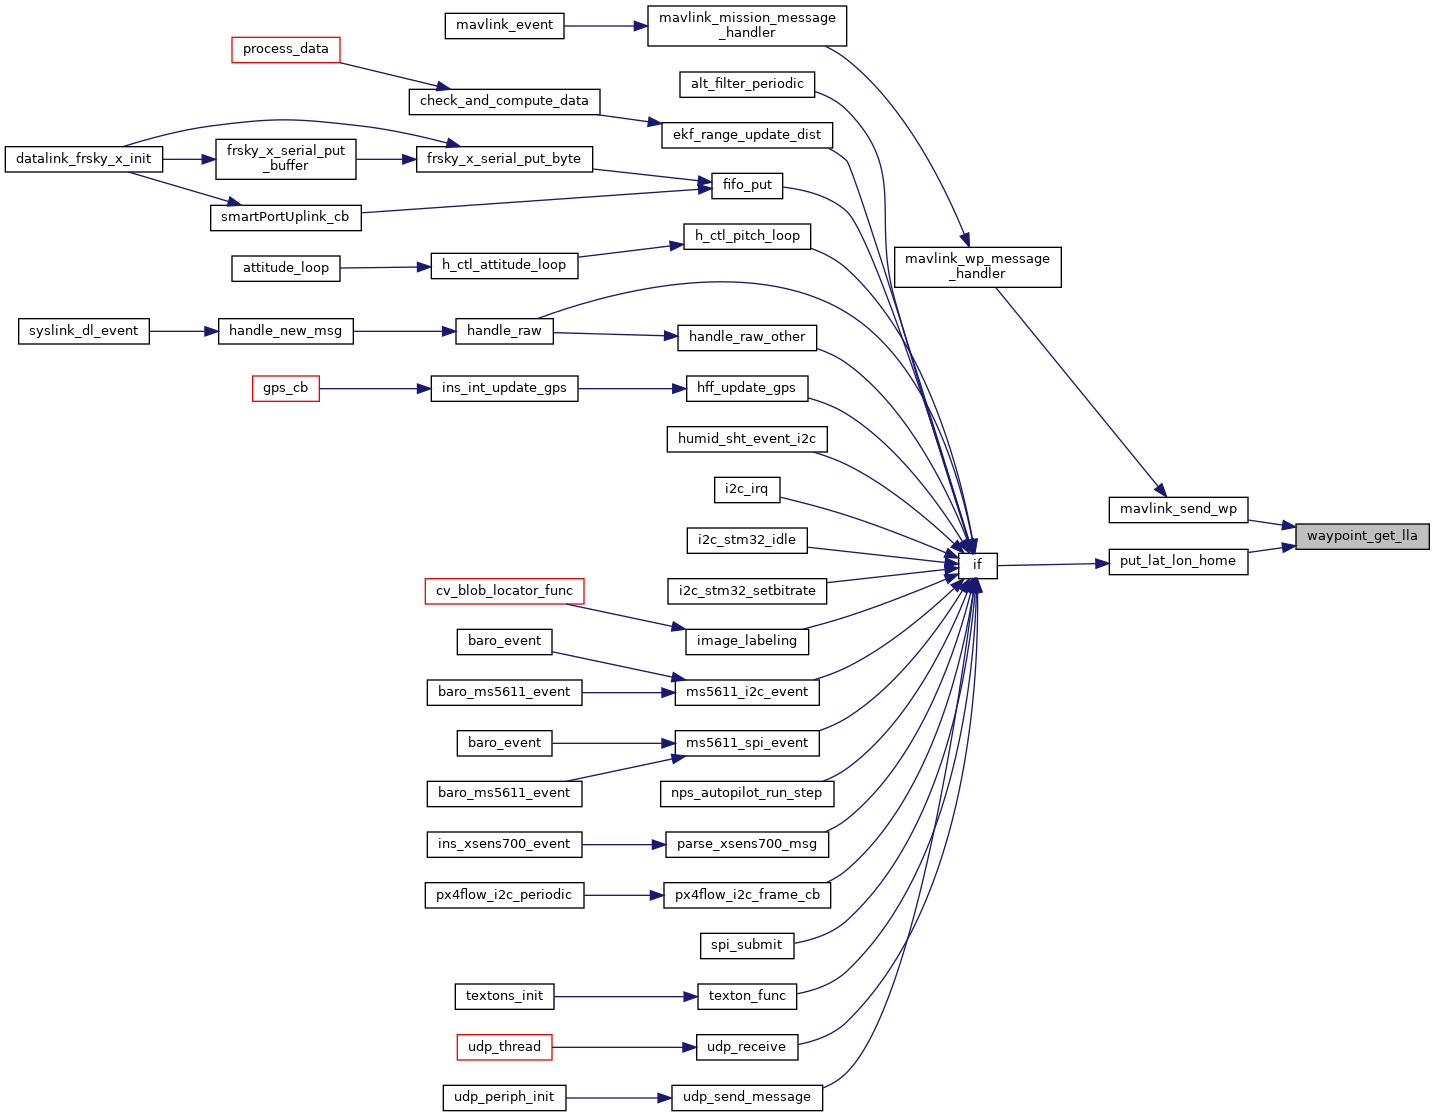 mavlink_event
mavlink_mission_message
_handler
process_data
alt_filter_periodic
check_and_compute_data
ekf_range_update_dist
datalink_frsky_x_init
frsky_x_serial_put
_buffer
frsky_x_serial_put_byte
fifo_put
smartPortUplink_cb
h_ctl_pitch_loop
attitude_loop
h_ctl_attitude_loop
mavlink_wp_message
_handler
syslink_dl_event
handle_new_msg
handle_raw
handle_raw_other
gps_cb
ins_int_update_gps
hff_update_gps
humid_sht_event_i2c
i2c_irq
mavlink_send_wp
waypoint_get_lla
i2c_stm32_idle
put_lat_lon_home
if
cv_blob_locator_func
i2c_stm32_setbitrate
baro_event
image_labeling
baro_ms5611_event
ms5611_i2c_event
baro_event
ms5611_spi_event
baro_ms5611_event
nps_autopilot_run_step
ins_xsens700_event
parse_xsens700_msg
px4flow_i2c_periodic
px4flow_i2c_frame_cb
spi_submit
textons_init
texton_func
udp_thread
udp_receive
udp_periph_init
udp_send_message